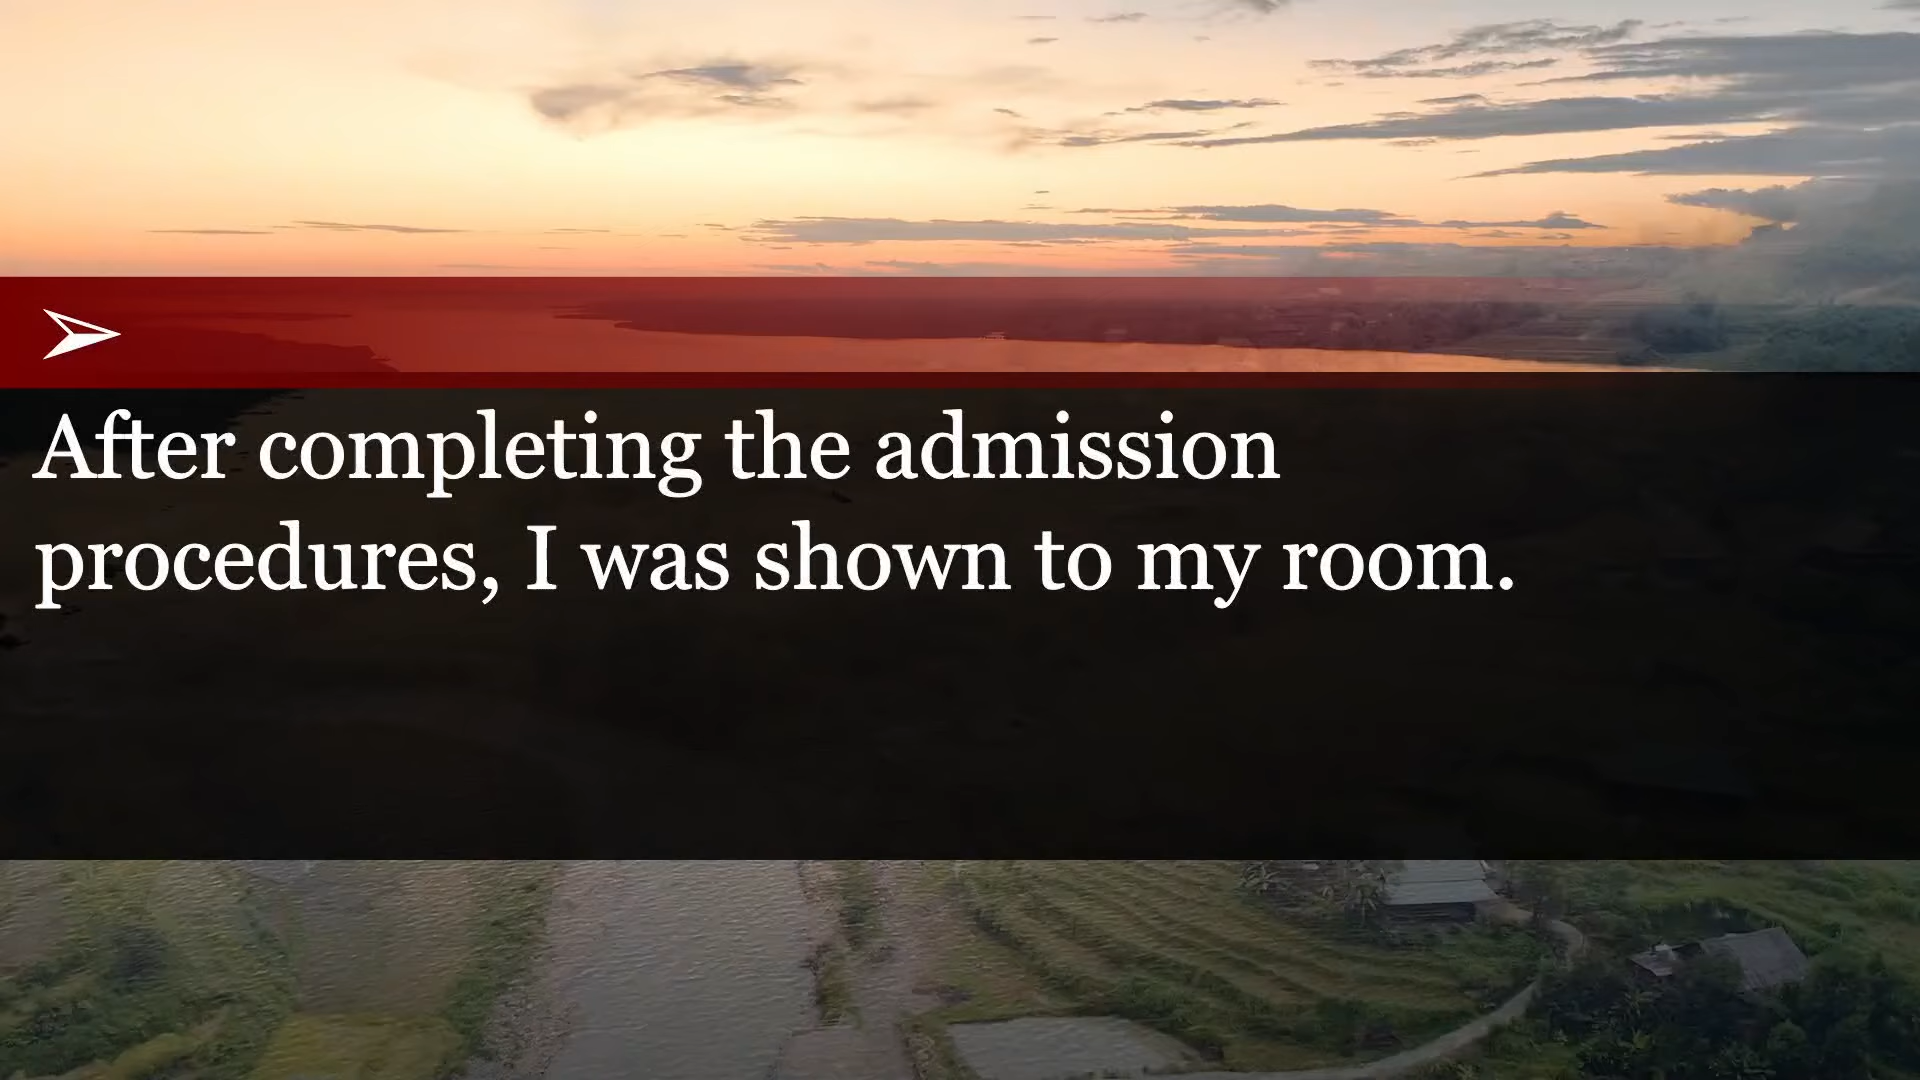 After completing the admission
procedures, I was shown to my room.